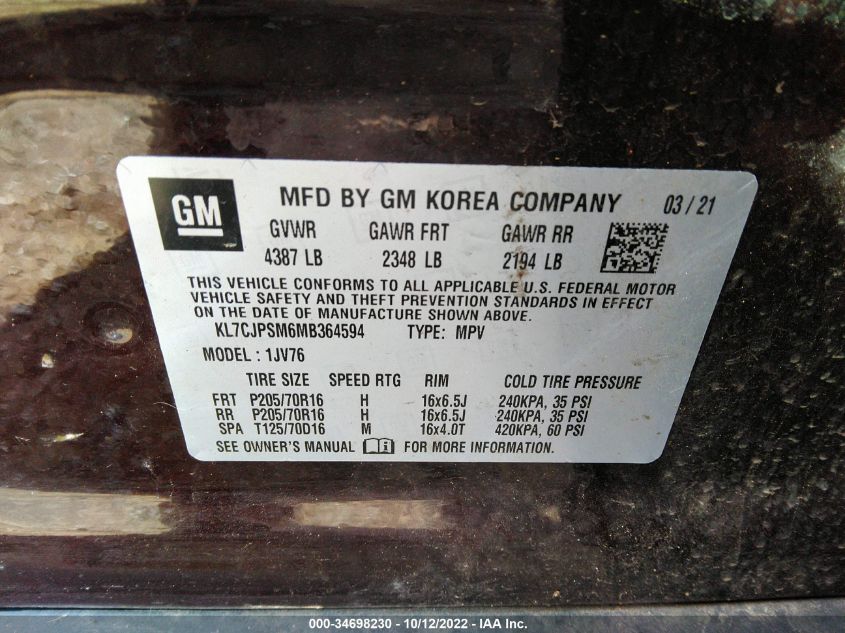 GM MFD BY GM KOREA COMPANY 03/21
GVWR GAWR FRT GAWR RR
4387 LB 2348 LB 2194 LB
THIS VEHICLE CONFORMS TO ALL APPLICABLE U.S. FEDERAL MOTOR
VEHICLE SAFETY AND THEFT PREVENTION STANDARDS IN EFFECT
ON THE DATE OF MANUFACTURE SHOWN ABOVE.
KL7CJPSM6MB364594 TYPE: MPV
MODEL : 1JV76
TIRE SIZE SPEED RTG RIM COLD TIRE PRESSURE
FRT P205/70R16 H 16x6.5J 240KPA, 35 PSI
RR P205/70R16 H 16x6.5J 240KPA, 35 PSI
SPA T125/70D16 M 16x4.0T 420KPA, 60 PSI
SEE OWNER'S MANUAL i FOR MORE INFORMATION.
000-34698230 - 10/12/2022 - IAA Inc.